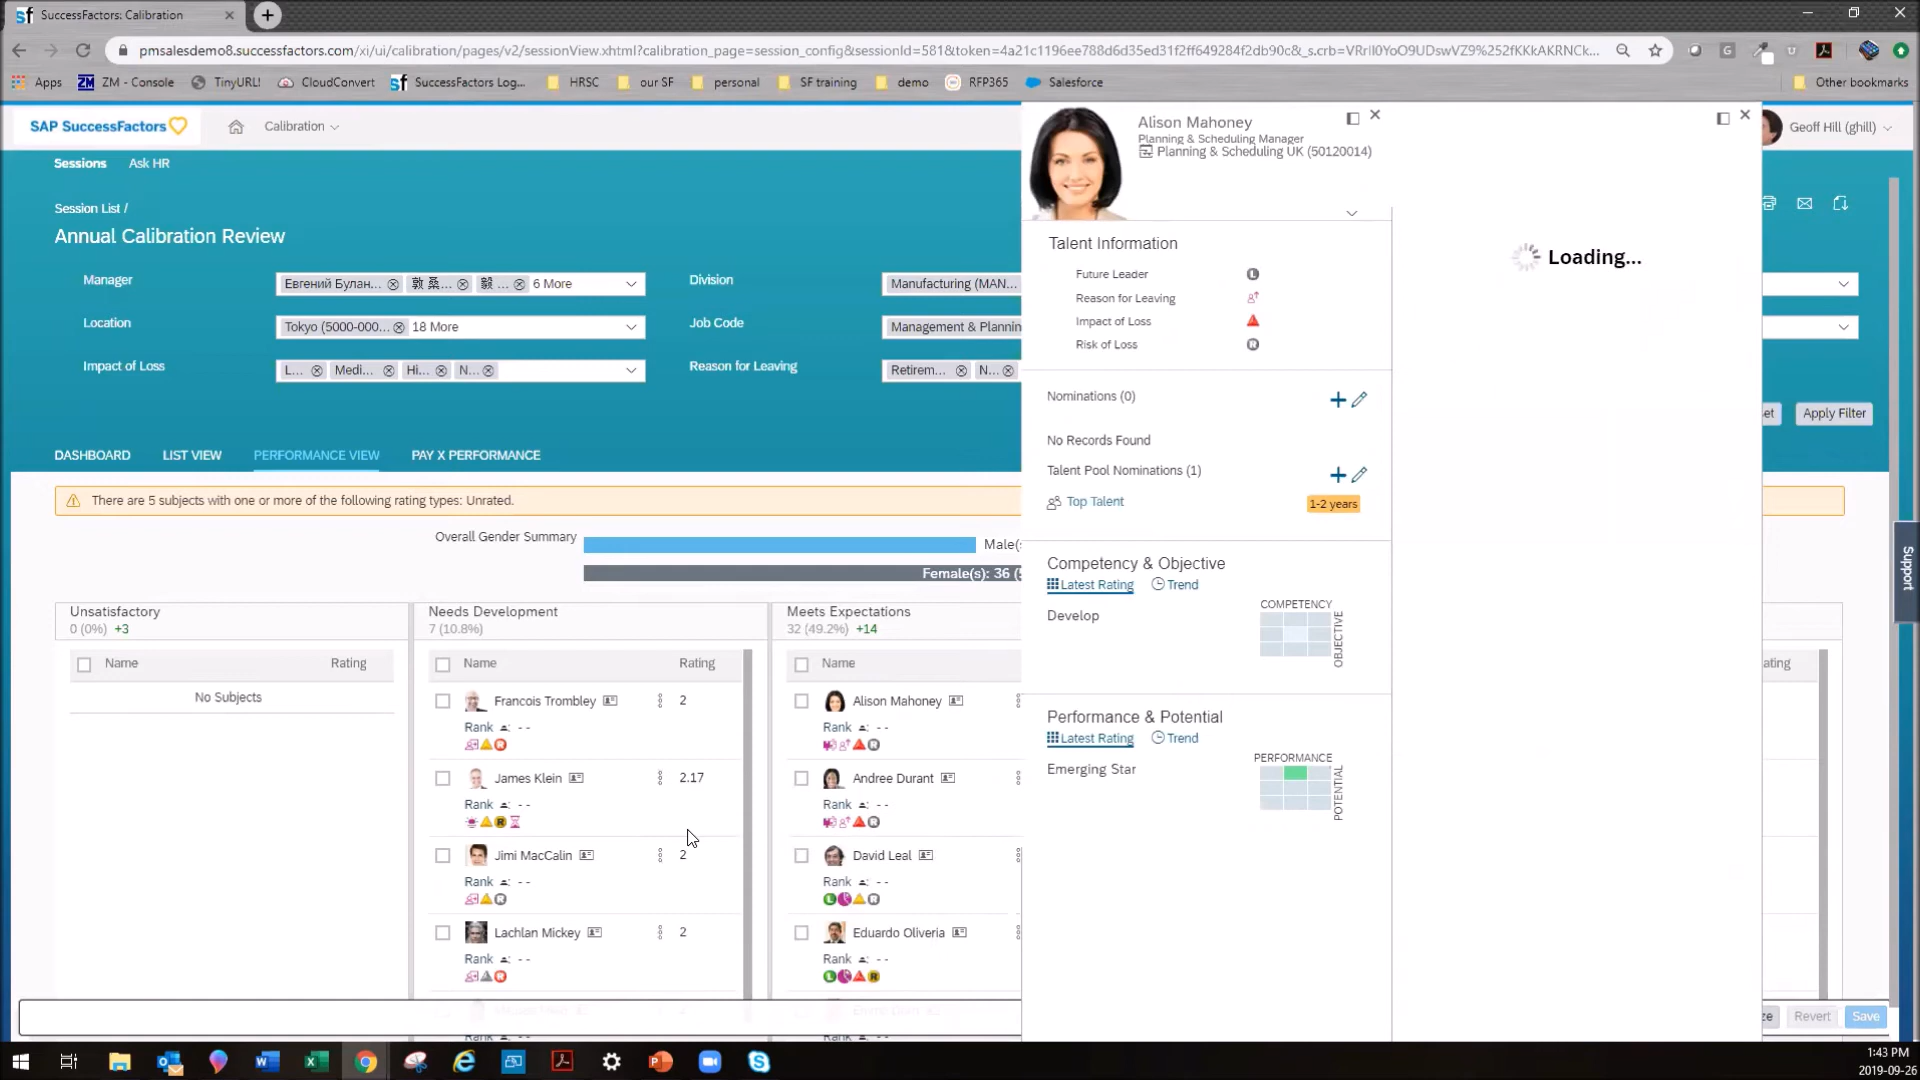 SuccessFactors: Calibration
pmsalesdemo8.successfactors.com/xi/ui/calibration/pages/v2/sessionView.xhtml?calibration_page=session_config&sessionId=581&token=4a21c1196ee788d6d35ed31f2ff649284f2db90c&_s.crb=VRrIl0YoO9UDswVZ9%252fKKkAKRNCk...
Apps ZM - Console TinyURL! CloudConvert SuccessFactors Log... HRSC our SF personal SF training demo RFP365 Salesforce Other bookmarks
SAP SuccessFactors Calibration Geoff Hill (ghill)
Sessions Ask HR
Session List /
Annual Calibration Review
Manager Евгений Булан... 敦 桑... 毅 ... 6 More Division Manufacturing (MAN...
Location Tokyo (5000-000... 18 More Job Code Management & Plannin
Impact of Loss L... Medi... Hi... N... Reason for Leaving Retirem... N...
et Apply Filter
DASHBOARD LIST VIEW PERFORMANCE VIEW PAY X PERFORMANCE
There are 5 subjects with one or more of the following rating types: Unrated.
Overall Gender Summary Male(s
Female(s): 36 (5
Unsatisfactory
0 (0%) +3
Name Rating
No Subjects
Needs Development
7 (10.8%)
Name Rating
Francois Trombley 2
Rank : - -
James Klein 2.17
Rank : - -
Jimi MacCalin 2
Rank : - -
Lachlan Mickey 2
Rank : - -
Meets Expectations
32 (49.2%) +14
Name
Alison Mahoney
Rank : - -
Andree Durant
Rank : - -
David Leal
Rank : - -
Eduardo Oliveria
Rank : - -
ating
Alison Mahoney
Planning & Scheduling Manager
Planning & Scheduling UK (50120014)
Talent Information
Future Leader L
Reason for Leaving
Impact of Loss
Risk of Loss R
Nominations (0)
No Records Found
Talent Pool Nominations (1)
Top Talent 1-2 years
Competency & Objective
Latest Rating Trend
Develop
COMPETENCY
OBJECTIVE
Performance & Potential
Latest Rating Trend
Emerging Star
PERFORMANCE
POTENTIAL
Loading...
Support
ze Revert Save
1:43 PM
2019-09-26